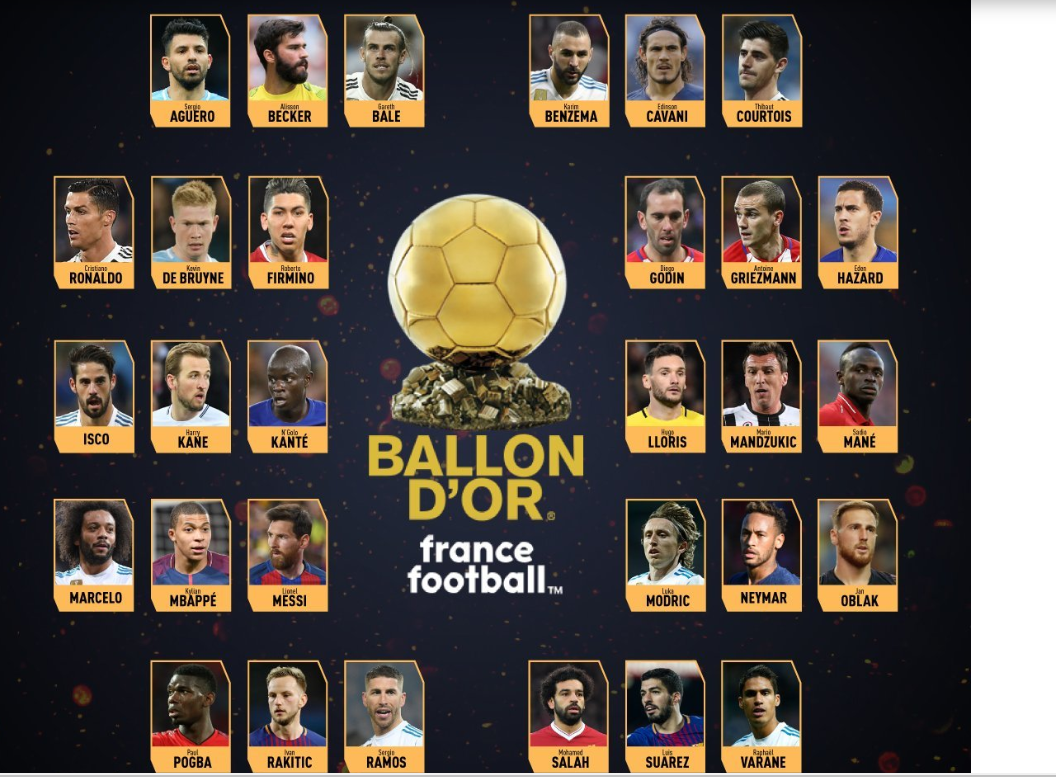 Sergio
AGÜERO
Alisson
BECKER
Gareth
BALE
Karim
BENZEMA
Edinson
CAVANI
Thibaut
COURTOIS
Cristiano
RONALDO
Kevin
DE BRUYNE
Roberto
FIRMINO
Diego
GODIN
Antoine
GRIEZMANN
Eden
HAZARD
ISCO
Harry
KANE
N'Golo
KANTÉ
Hugo
LLORIS
Mario
MANDZUKIC
Sadio
MANÉ
BALLON
D'OR®
france
football™
MARCELO
Kylian
MBAPPÉ
Lionel
MESSI
Luka
MODRIC
NEYMAR
Jan
OBLAK
Paul
POGBA
Ivan
RAKITIC
Sergio
RAMOS
Mohamed
SALAH
Luis
SUÁREZ
Raphaël
VARANE